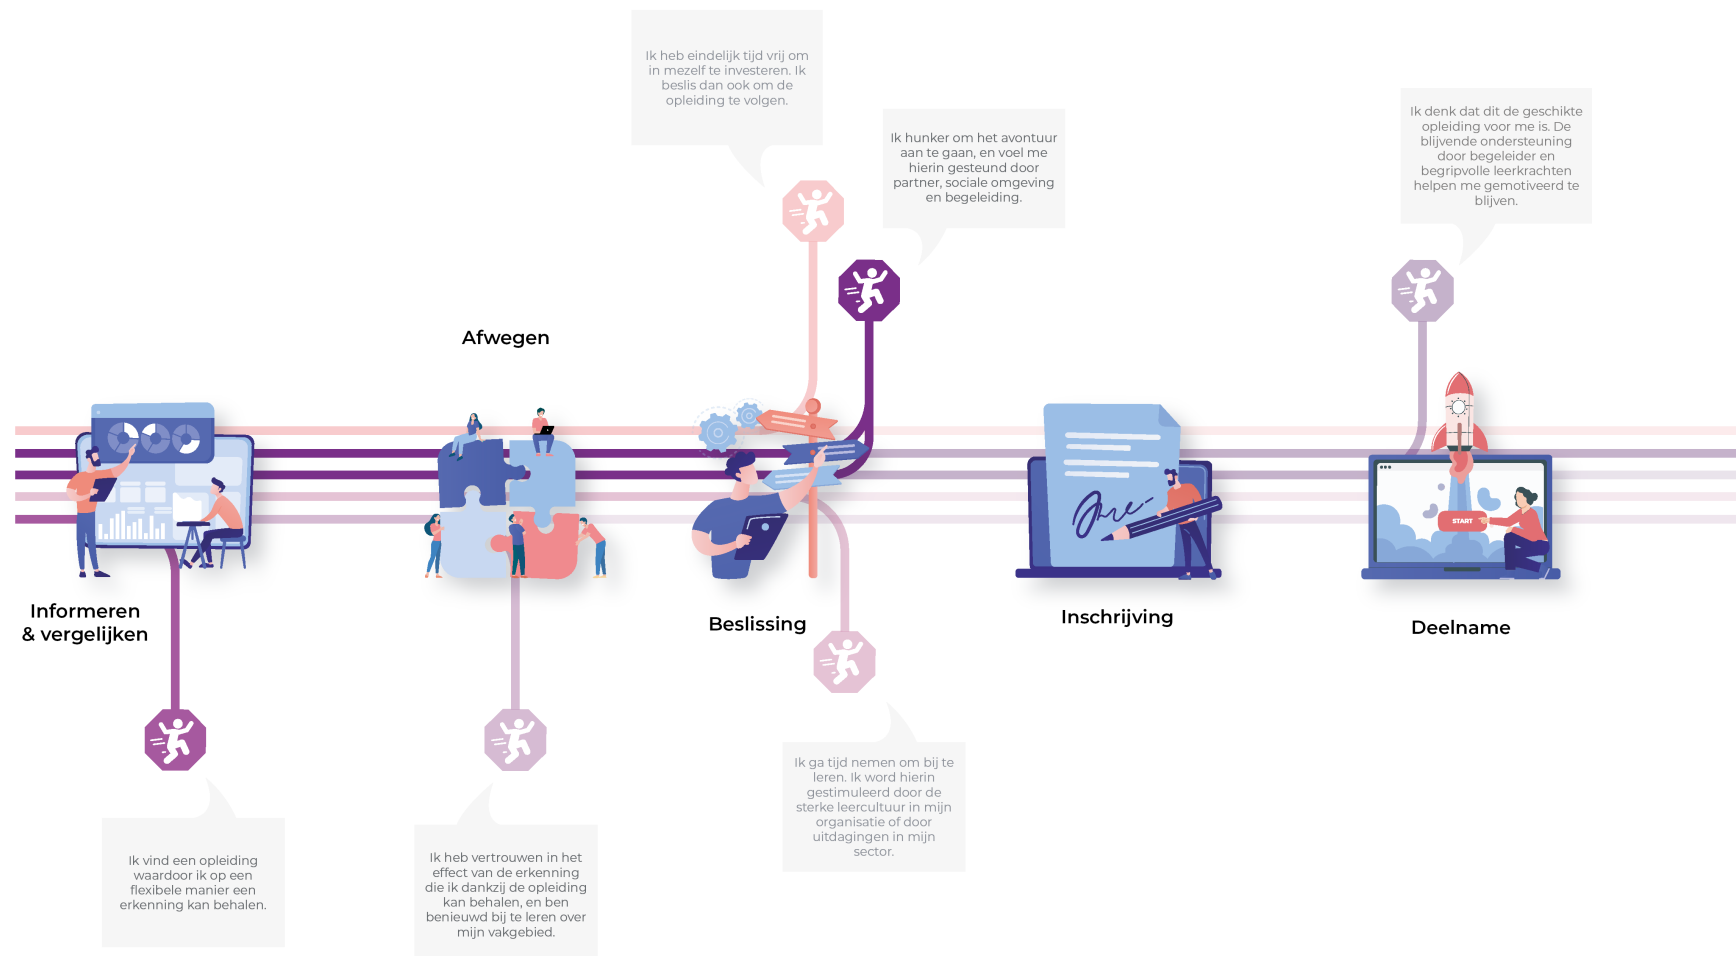 Ik heb eindelijk tijd vrij om
in mezelf te investeren. Ik
beslis dan ook om de
opleiding te volgen.
Ik hunker om het avontuur
aan te gaan, en voel me
hierin gesteund door
partner, sociale omgeving
en begeleiding.
Ik denk dat dit de geschikte
opleiding voor me is. De
blijvende ondersteuning
door begeleider en
begripvolle leerkrachten
helpen me gemotiveerd te
blijven.
Afwegen
START
Informeren
& vergelijken
Beslissing
Inschrijving
Deelname
Ik vind een opleiding
waardoor ik op een
flexibele manier een
erkenning kan behalen.
Ik heb vertrouwen in het
effect van de erkenning
die ik dankzij de opleiding
kan behalen, en ben
benieuwd bij te leren over
mijn vakgebied.
Ik ga tijd nemen om bij te
leren. Ik word hierin
gestimuleerd door de
sterke leercultuur in mijn
organisatie of door
uitdagingen in mijn
sector.